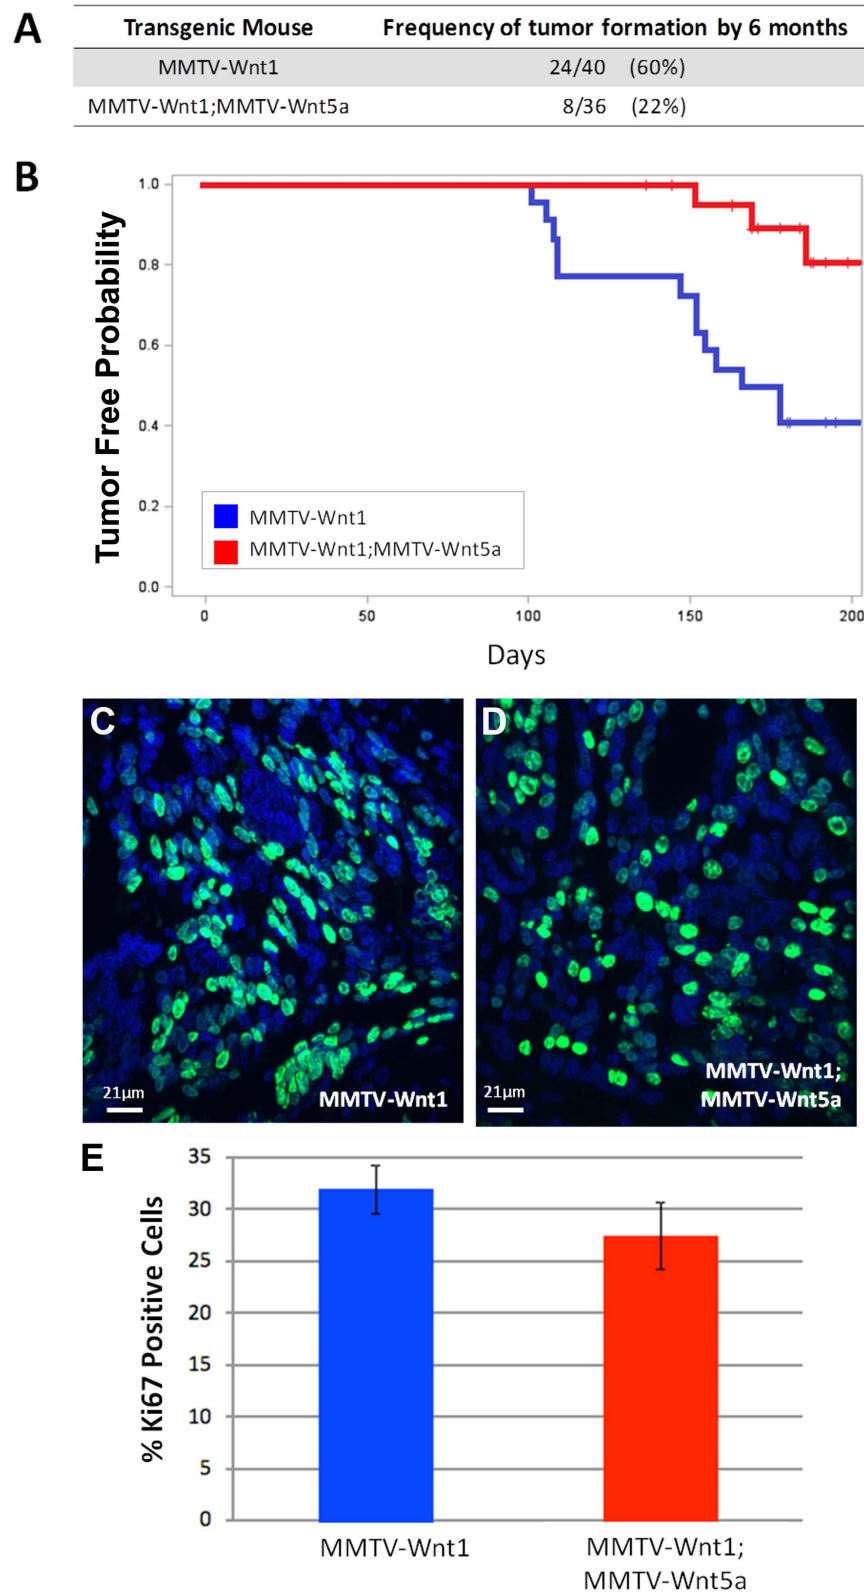 A
Transgenic Mouse Frequency of tumor formation by 6 months
MMTV-Wnt1 24/40 (60%)
MMTV-Wnt1;MMTV-Wnt5a 8/36 (22%)
B
Tumor Free Probability
1.0
0.8
0.6
0.4
0.2
0.0
MMTV-Wnt1
MMTV-Wnt1;MMTV-Wnt5a
0 50 100 150 200
Days
C
21µm
MMTV-Wnt1
D
21µm
MMTV-Wnt1;
MMTV-Wnt5a
E
% Ki67 Positive Cells
35
30
25
20
15
10
5
0
MMTV-Wnt1
MMTV-Wnt1;
MMTV-Wnt5a